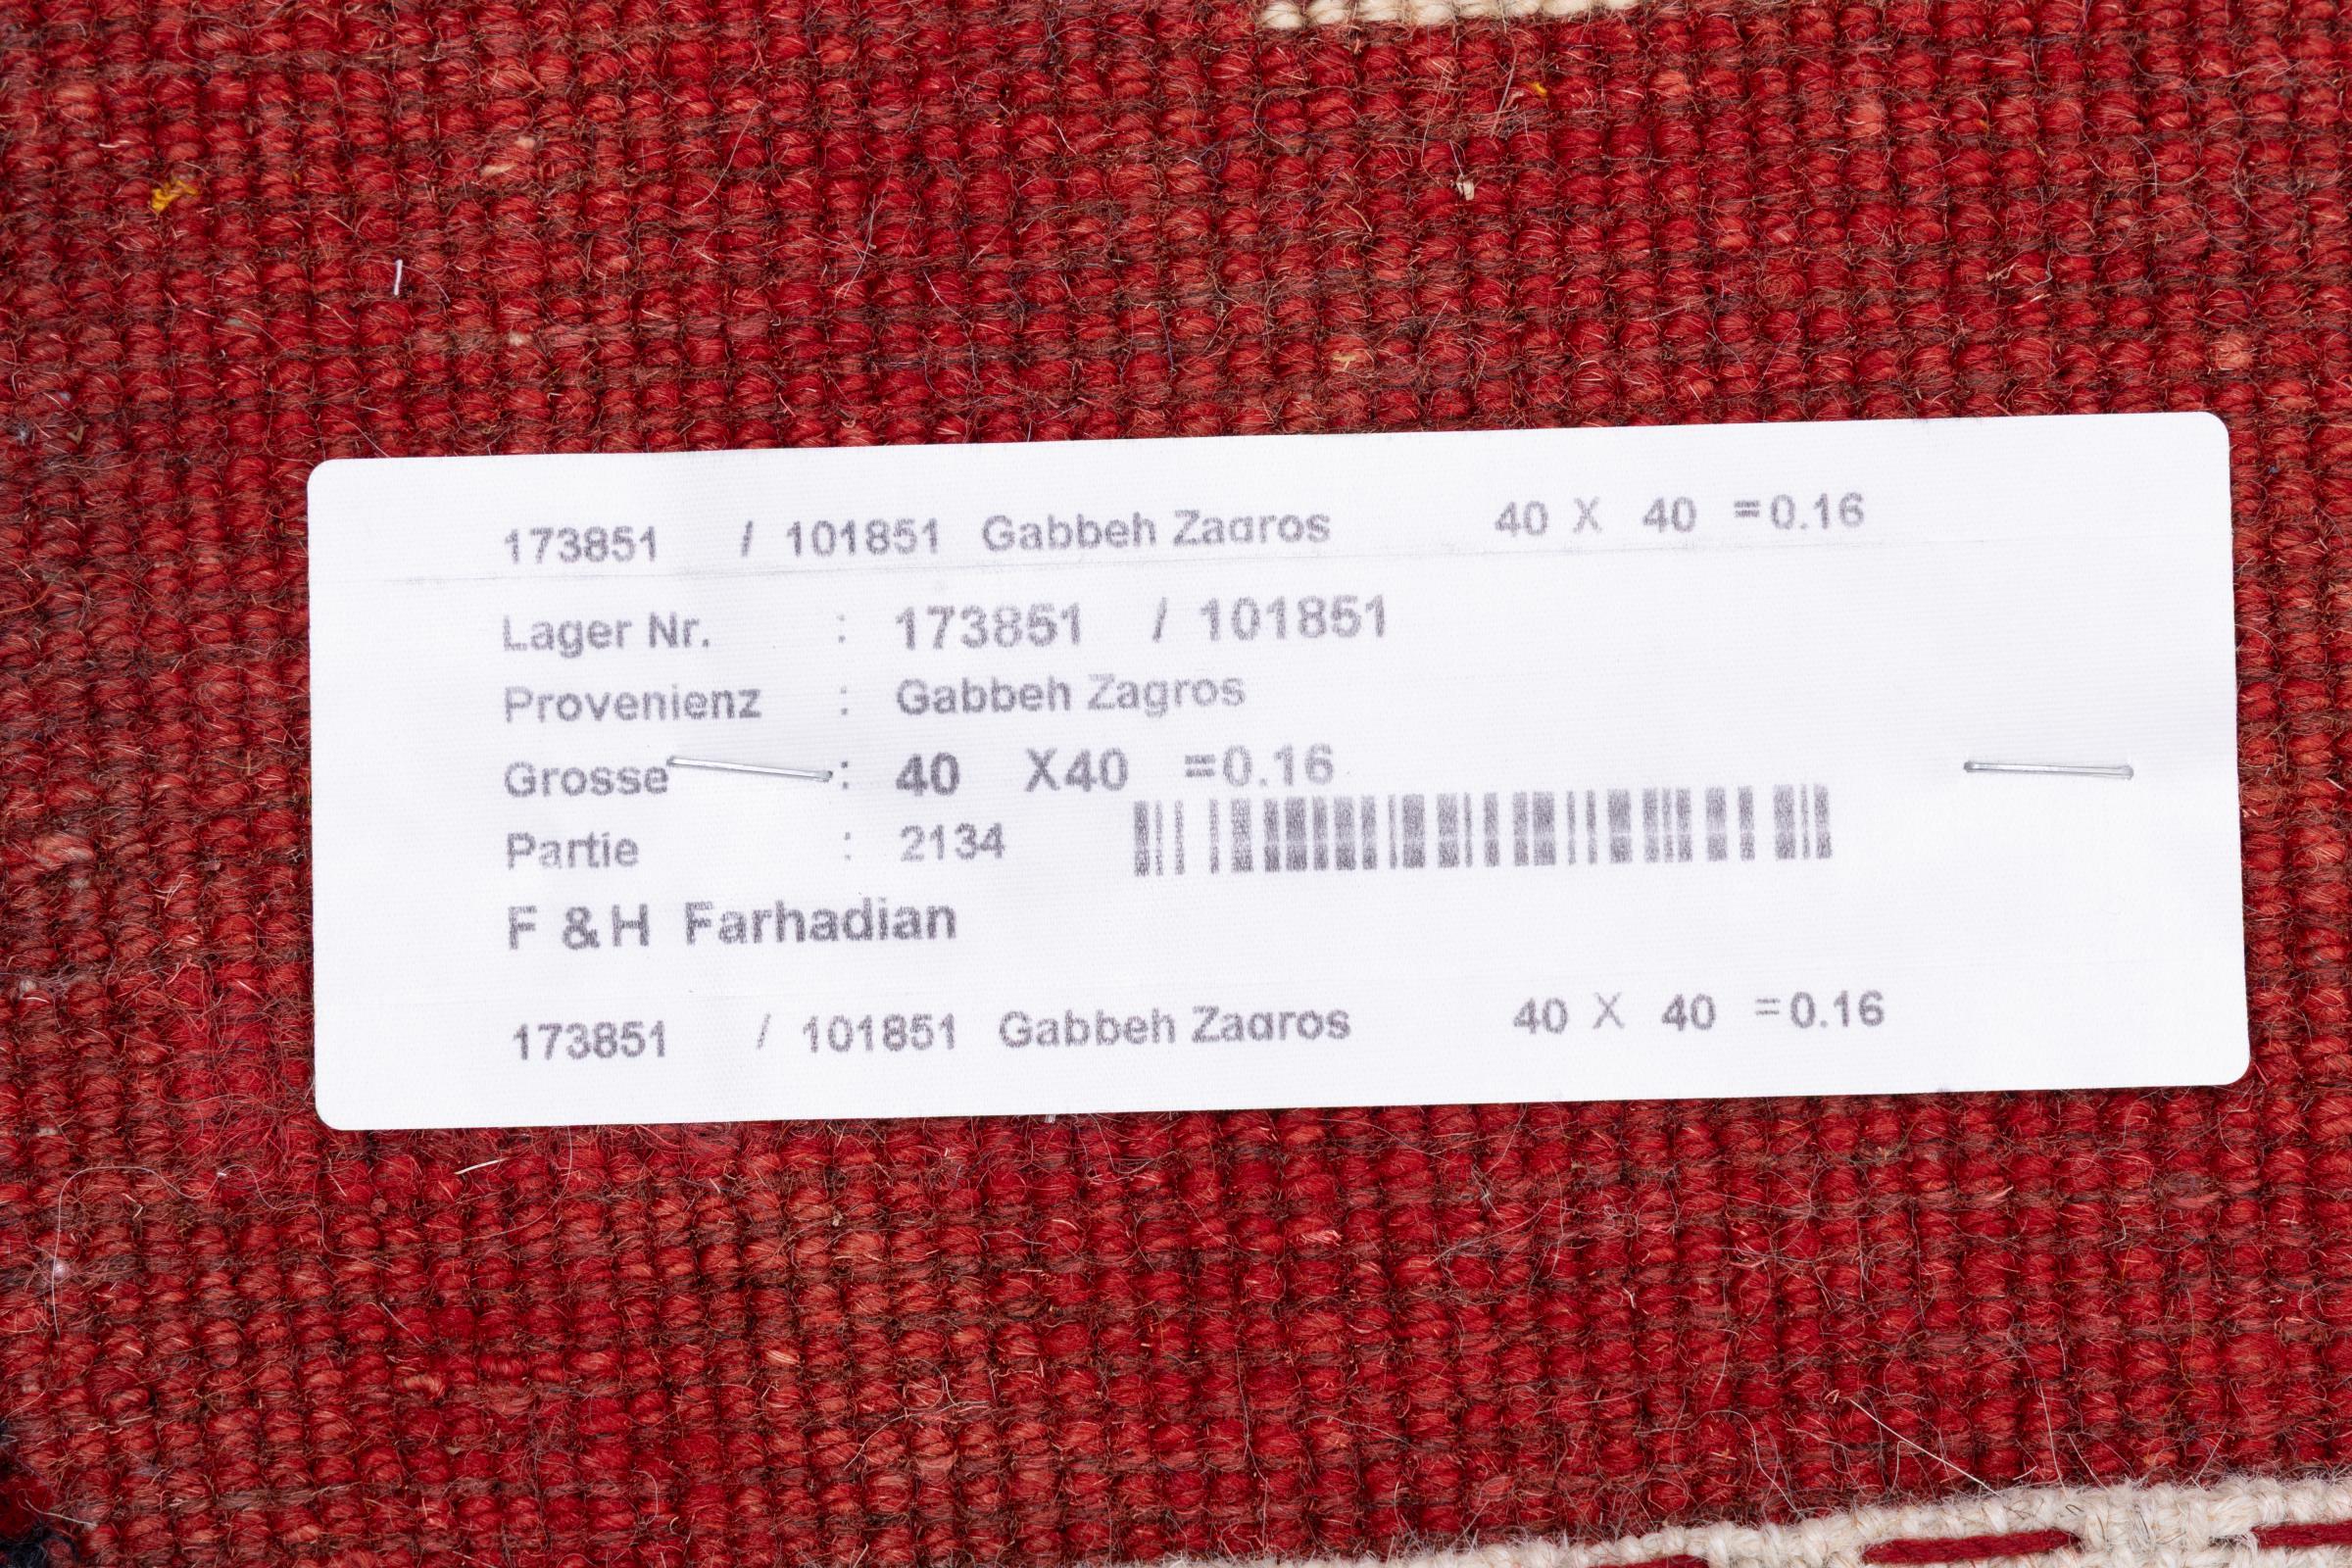 173851 / 101851 Gabbeh Zagros 40 X 40 =0.16
Lager Nr. : 173851 / 101851
Provenienz : Gabbeh Zagros
Grosse : 40 X40 =0.16
Partie : 2134
F &H Farhadian
173851 / 101851 Gabbeh Zagros 40 X 40 =0.16